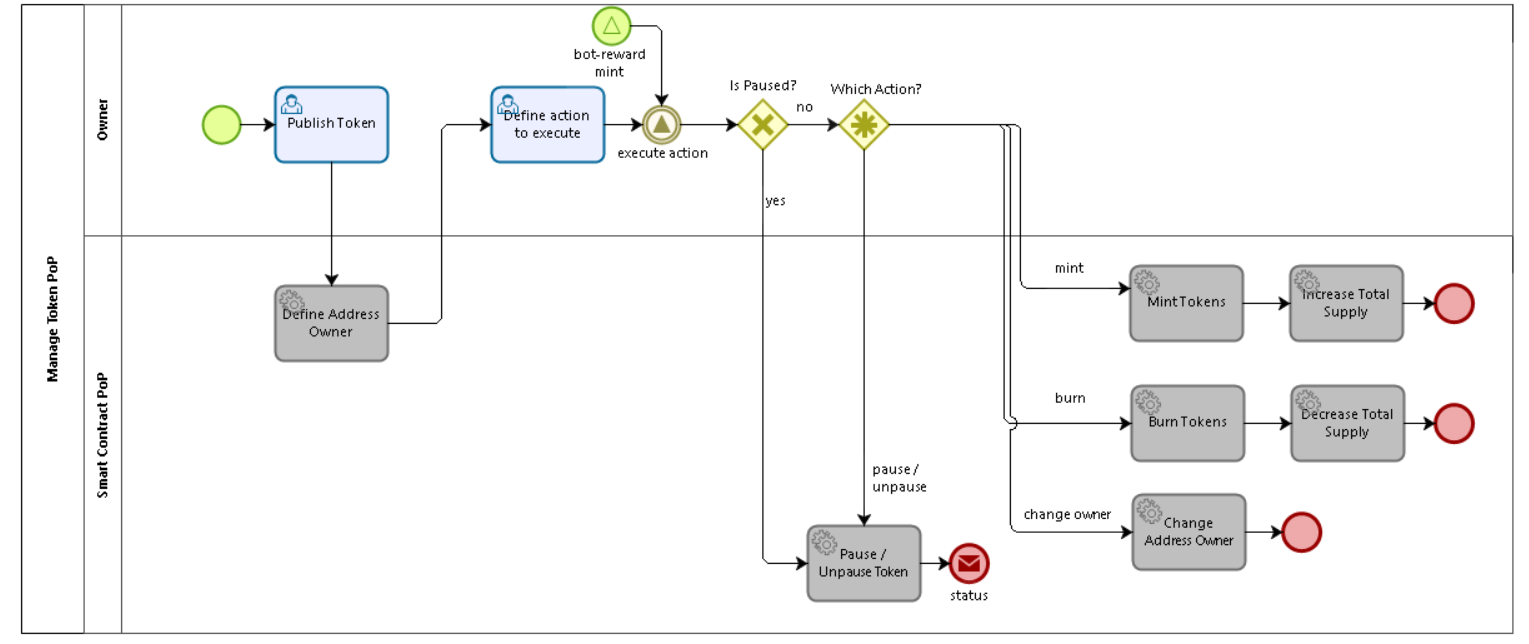 Manage Token PoP
Owner
Smart Contract PoP
bot-reward
mint
Publish Token
Define action
to execute
execute action
Is Paused?
no
Which Action?
yes
Define Address
Owner
mint
Mint Tokens
Increase Total
Supply
burn
Burn Tokens
Decrease Total
Supply
pause /
unpause
change owner
Change
Address Owner
Pause /
Unpause Token
status